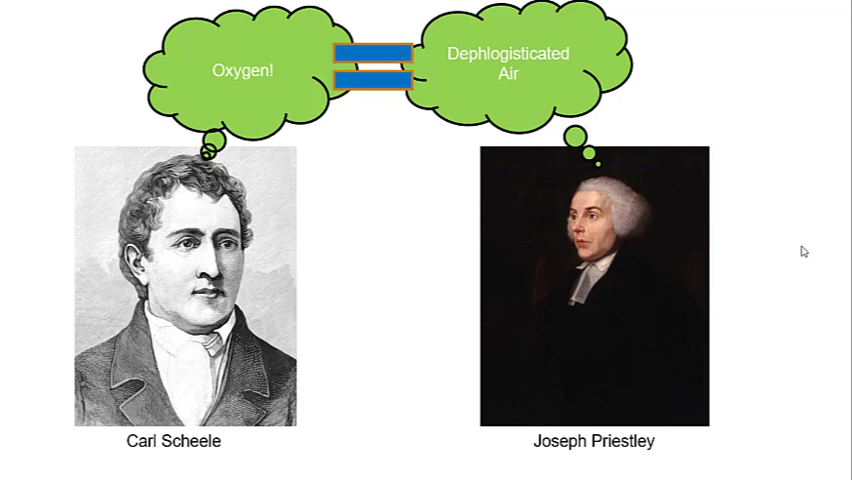 Oxygen!
Dephlogisticated
Air
Carl Scheele
Joseph Priestley